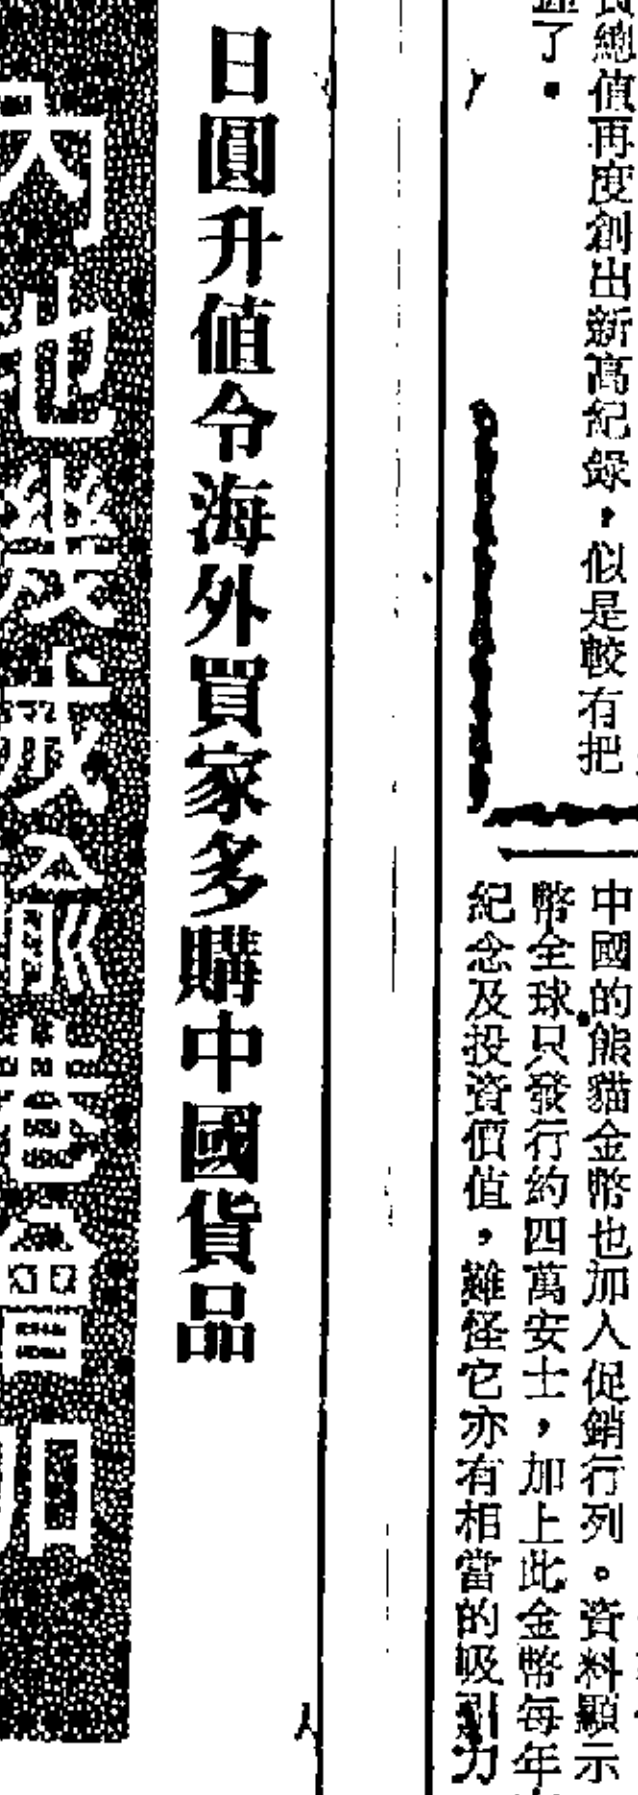 總值再度創出新高紀錄，似是較有把
了．
中國的熊貓金幣也加入促銷行列。資料顯示
幣全球只發行約四萬安士，加上此金幣每年
紀念及投資價值，難怪它亦有相當的吸引力
日圓升值令海外買家多購中國貨品